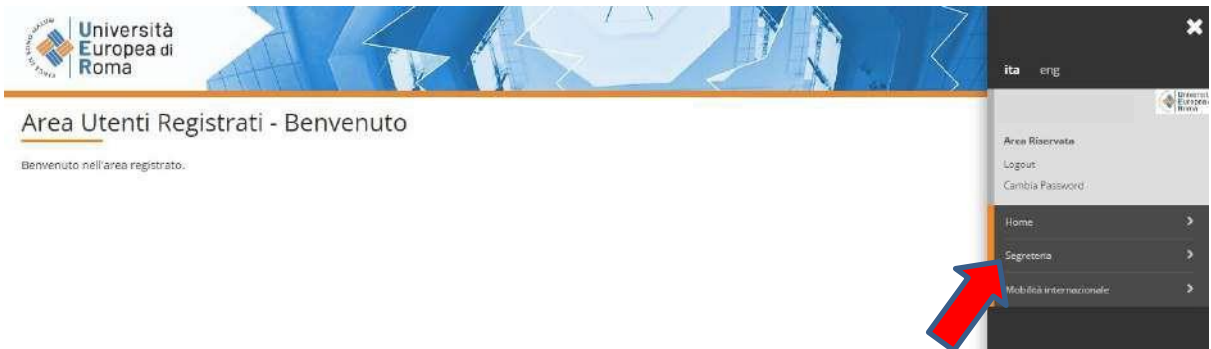 Università
Europea di
Roma
Area Utenti Registrati - Benvenuto
Benvenuto nell'area registrato.
ita eng
Area Riservata
Logout
Cambia Password
Home
Segreteria
Mobilità internazionale